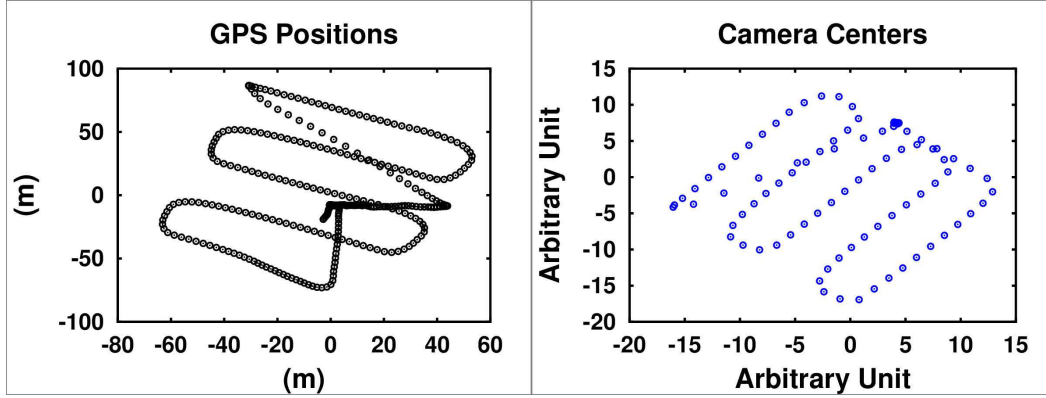 GPS Positions
100
50
0
-50
-100
-80 -60 -40 -20 0 20 40 60
(m)
(m)
Camera Centers
15
10
5
0
-5
-10
-15
-20
-20 -15 -10 -5 0 5 10 15
Arbitrary Unit
Arbitrary Unit